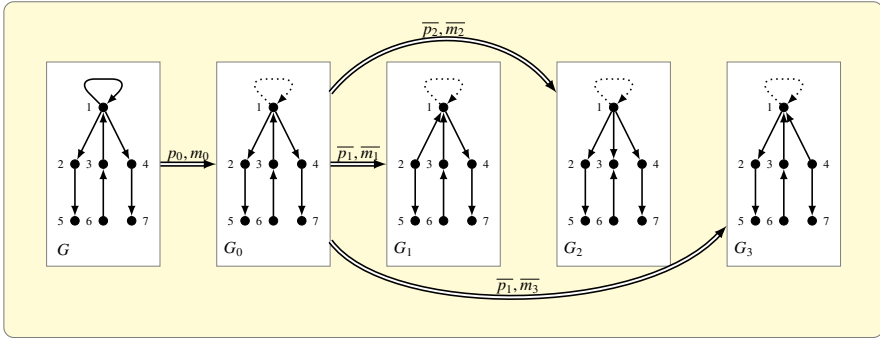 p̅₂, m̅₂
1 1 1 1 1
p₀, m₀ p̅₁, m̅₁
2 3 4 2 3 4 2 3 4 2 3 4 2 3 4
5 6 7 5 6 7 5 6 7 5 6 7 5 6 7
G G₀ G₁ G₂ G₃
p̅₁, m̅₃